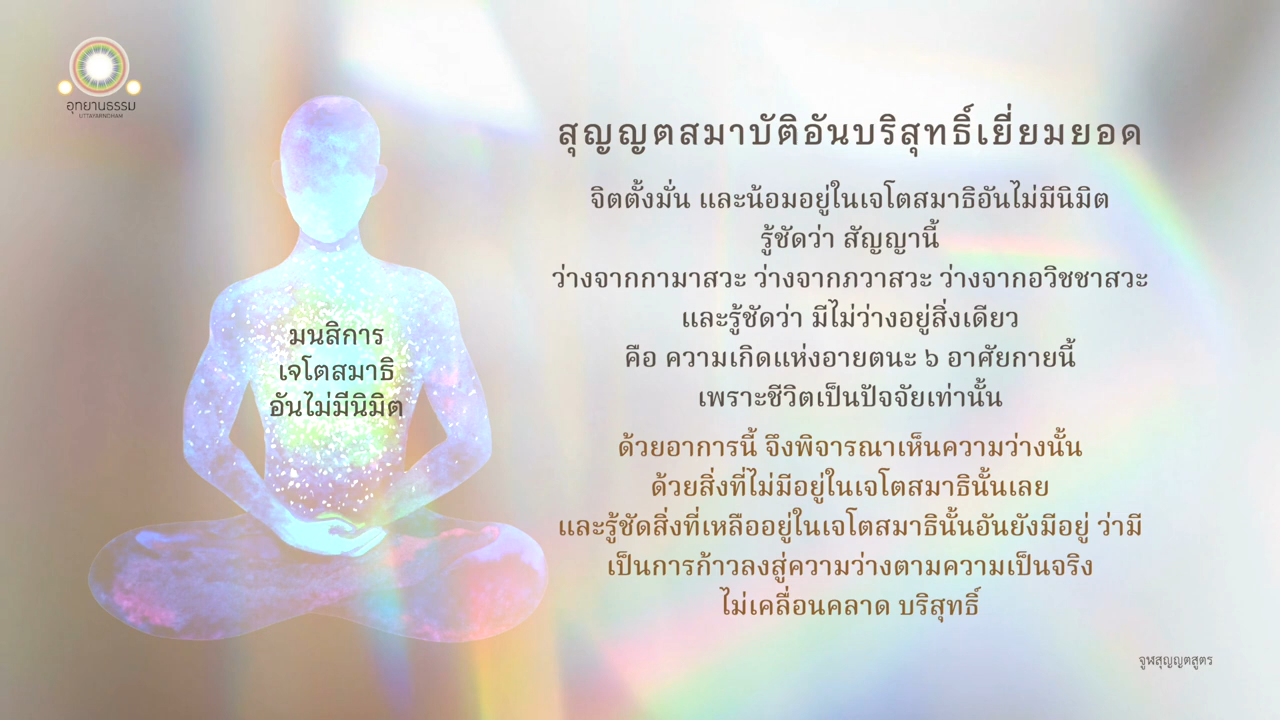 อุทยานธรรม
UTTAYARNDHAM
สุญญตสมาบัติอันบริสุทธิ์เยี่ยมยอด
จิตตั้งมั่น และน้อมอยู่ในเจโตสมาธิอันไม่มีนิมิต
รู้ชัดว่า สัญญานี้
ว่างจากกามาสวะ ว่างจากภวาสวะ ว่างจากอวิชชาสวะ
และรู้ชัดว่า มีไม่ว่างอยู่สิ่งเดียว
คือ ความเกิดแห่งอายตนะ ๖ อาศัยกายนี้
เพราะชีวิตเป็นปัจจัยเท่านั้น
มนสิการ
เจโตสมาธิ
อันไม่มีนิมิต
ด้วยอาการนี้ จึงพิจารณาเห็นความว่างนั้น
ด้วยสิ่งที่ไม่มีอยู่ในเจโตสมาธินั้นเลย
และรู้ชัดสิ่งที่เหลืออยู่ในเจโตสมาธินั้นอันยังมีอยู่ ว่ามี
เป็นการก้าวลงสู่ความว่างตามความเป็นจริง
ไม่เคลื่อนคลาด บริสุทธิ์
จูฬสุญญตสูตร